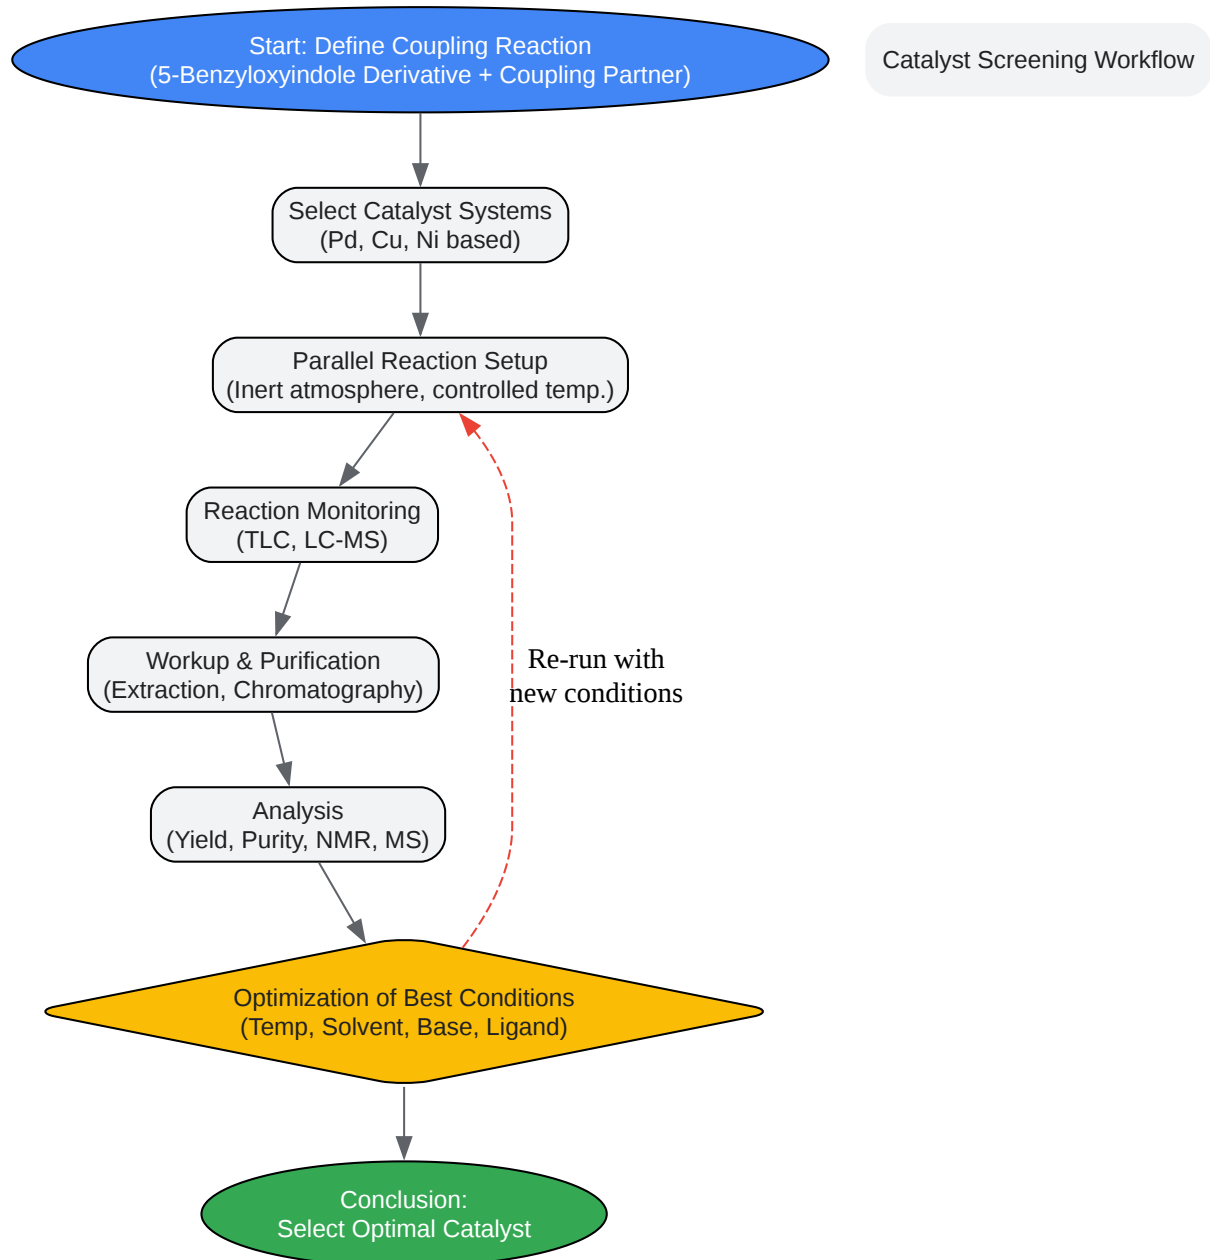 Start: Define Coupling Reaction
(5-Benzyloxyindole Derivative + Coupling Partner)
Catalyst Screening Workflow
Select Catalyst Systems
(Pd, Cu, Ni based)
Parallel Reaction Setup
(Inert atmosphere, controlled temp.)
Reaction Monitoring
(TLC, LC-MS)
Workup & Purification
(Extraction, Chromatography)
Re-run with
new conditions
Analysis
(Yield, Purity, NMR, MS)
Optimization of Best Conditions
(Temp, Solvent, Base, Ligand)
Conclusion:
Select Optimal Catalyst